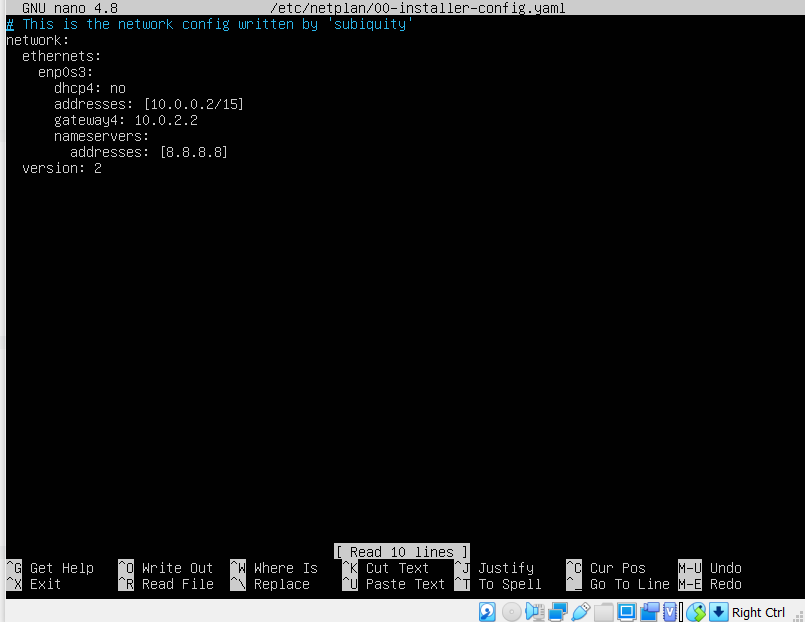 GNU nano 4.8 /etc/netplan/00-installer-config.yaml
# This is the network config written by 'subiquity'
network:
  ethernets:
    enp0s3:
      dhcp4: no
      addresses: [10.0.0.2/15]
      gateway4: 10.0.2.2
      nameservers:
        addresses: [8.8.8.8]
  version: 2
[ Read 10 lines ]
^G Get Help ^O Write Out ^W Where Is ^K Cut Text ^J Justify ^C Cur Pos M-U Undo
^X Exit ^R Read File ^\ Replace ^U Paste Text ^T To Spell ^_ Go To Line M-E Redo
Right Ctrl